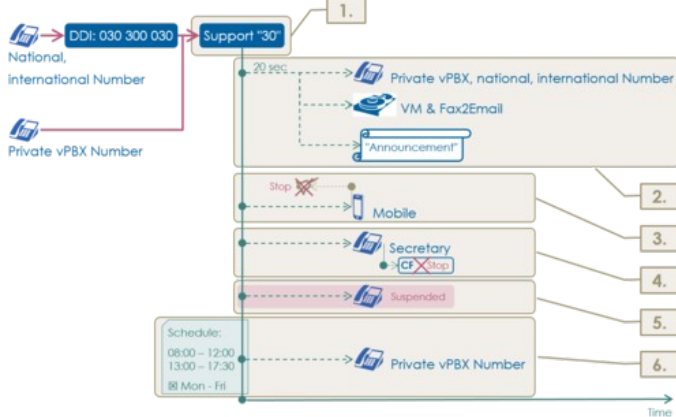 1.
DDI: 030 300 030
Support "30"
National,
international Number
Private vPBX Number
20 sec
Private vPBX, national, international Number
VM & Fax2Email
"Announcement"
2.
Stop
Mobile
3.
Secretary
CF Stop
4.
Suspended
5.
Schedule:
08:00 – 12:00
13:00 – 17:30
☒ Mon - Fri
Private vPBX Number
6.
Time